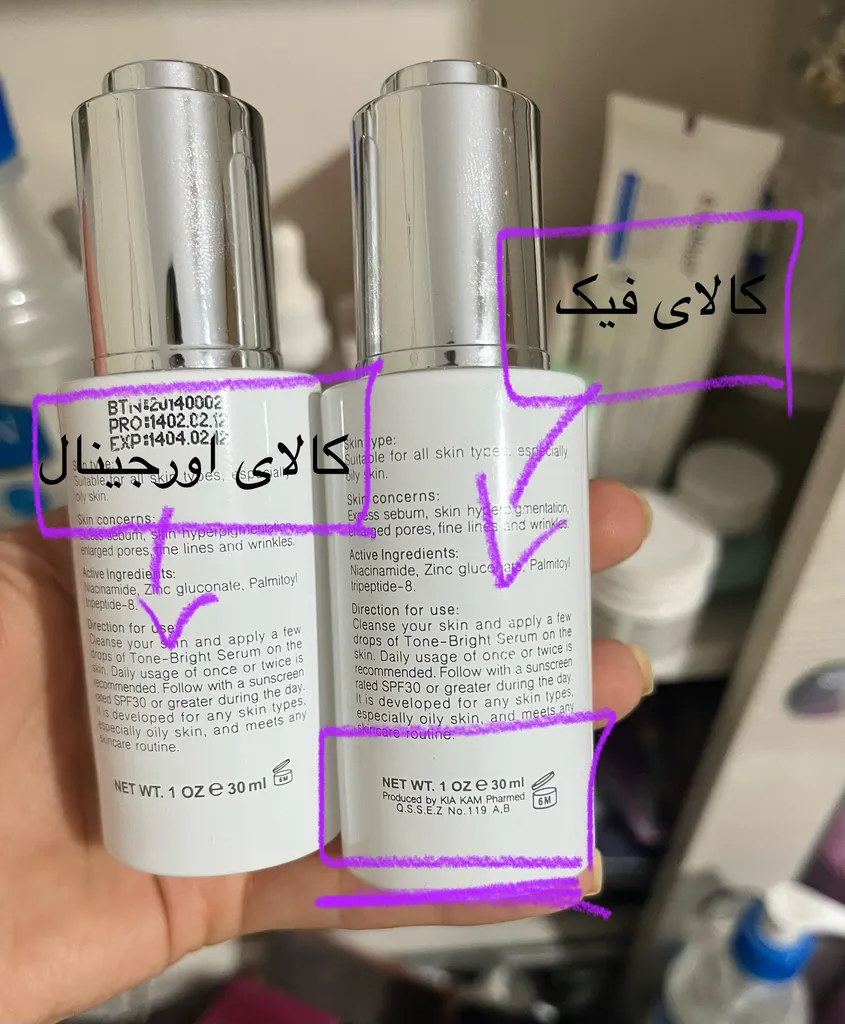 BTN:20140002
PRO:1402.02.12
EXP:1404.02.12
کالای اورجینال
Skin type:
Suitable for all skin types, especially
oily skin.
Skin concerns:
Excess sebum, skin hyperpigmentation,
enlarged pores, fine lines and wrinkles.
Active Ingredients:
Niacinamide, Zinc gluconate, Palmitoyl
tripeptide-8.
Direction for use:
Cleanse your skin and apply a few
drops of Tone-Bright Serum on the
skin. Daily usage of once or twice is
recommended. Follow with a sunscreen
rated SPF30 or greater during the day.
It is developed for any skin types,
especially oily skin, and meets any
skincare routine.
NET WT. 1 OZ e 30 ml
6M
کالای فیک
Skin type:
Suitable for all skin types, especially
oily skin.
Skin concerns:
Excess sebum, skin hyperpigmentation,
enlarged pores, fine lines and wrinkles.
Active Ingredients:
Niacinamide, Zinc gluconate, Palmitoyl
tripeptide-8.
Direction for use:
Cleanse your skin and apply a few
drops of Tone-Bright Serum on the
skin. Daily usage of once or twice is
recommended. Follow with a sunscreen
rated SPF30 or greater during the day.
It is developed for any skin types,
especially oily skin, and meets any
skincare routine.
NET WT. 1 OZ e 30 ml
Produced by KIA KAM Pharmed
Q.S.S.E.Z No.119 A,B
6M